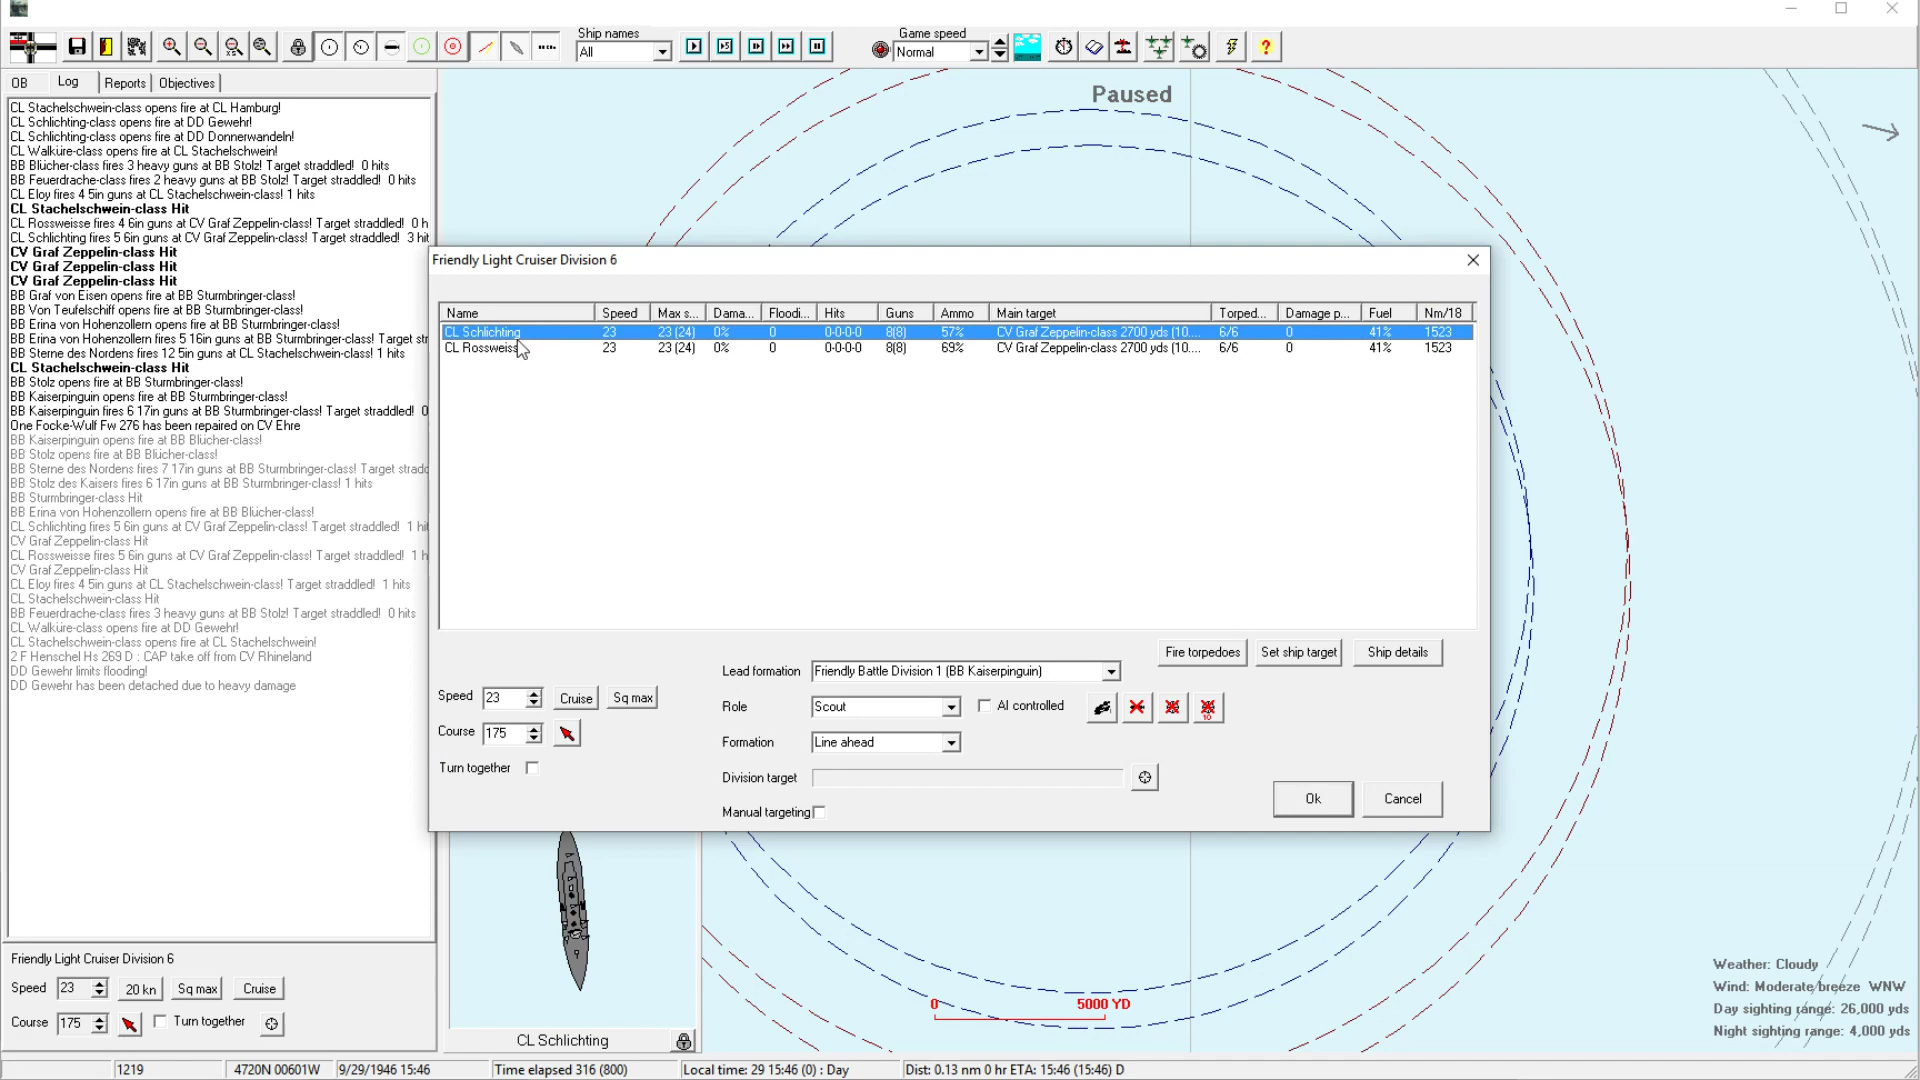 Ship names
All
Game speed
Normal
OB
Log
Reports
Objectives
CL Stachelschwein-class opens fire at CL Hamburg!
CL Schlichting-class opens fire at DD Gewehr!
CL Schlichting-class opens fire at DD Donnerwandeln!
CL Walküre-class opens fire at CL Stachelschwein!
BB Blücher-class fires 3 heavy guns at BB Stolz! Target straddled!  0 hits
BB Feuerdrache-class fires 2 heavy guns at BB Stolz! Target straddled!  0 hits
CL Eloy fires 4 5in guns at CL Stachelschwein-class! 1 hits
CL Stachelschwein-class Hit
CL Rossweisse fires 4 6in guns at CV Graf Zeppelin-class! Target straddled!  0 h
CL Schlichting fires 5 6in guns at CV Graf Zeppelin-class! Target straddled!  3 hit
CV Graf Zeppelin-class Hit
CV Graf Zeppelin-class Hit
CV Graf Zeppelin-class Hit
BB Graf von Eisen opens fire at BB Sturmbringer-class!
BB Von Teufelschiff opens fire at BB Sturmbringer-class!
BB Erina von Hohenzollern opens fire at BB Sturmbringer-class!
BB Erina von Hohenzollern fires 5 16in guns at BB Sturmbringer-class! Target str
BB Sterne des Nordens fires 12 5in guns at CL Stachelschwein-class! 1 hits
CL Stachelschwein-class Hit
BB Stolz opens fire at BB Sturmbringer-class!
BB Kaiserpinguin opens fire at BB Sturmbringer-class!
BB Kaiserpinguin fires 6 17in guns at BB Sturmbringer-class! Target straddled!  0
One Focke-Wulf Fw 276 has been repaired on CV Ehre
BB Kaiserpinguin opens fire at BB Blücher-class!
BB Stolz opens fire at BB Blücher-class!
BB Sterne des Nordens fires 7 17in guns at BB Sturmbringer-class! Target stradd
BB Stolz des Kaisers fires 6 17in guns at BB Sturmbringer-class! 1 hits
BB Sturmbringer-class Hit
BB Erina von Hohenzollern opens fire at BB Blücher-class!
CL Schlichting fires 5 6in guns at CV Graf Zeppelin-class! Target straddled!  1 hit
CV Graf Zeppelin-class Hit
CL Rossweisse fires 5 6in guns at CV Graf Zeppelin-class! Target straddled!  1 h
CV Graf Zeppelin-class Hit
CL Eloy fires 4 5in guns at CL Stachelschwein-class! Target straddled!  1 hits
CL Stachelschwein-class Hit
BB Feuerdrache-class fires 3 heavy guns at BB Stolz! Target straddled!  0 hits
CL Walküre-class opens fire at DD Gewehr!
CL Stachelschwein-class opens fire at CL Stachelschwein!
2 F Henschel Hs 269 D : CAP take off from CV Rhineland
DD Gewehr limits flooding!
DD Gewehr has been detached due to heavy damage
Paused
Friendly Light Cruiser Division 6
Name Speed Max s... Dama... Floodi... Hits Guns Ammo Main target Torped... Damage p... Fuel Nm/18
CL Schlichting 23 23 (24) 0% 0 0-0-0-0 8(8) 57% CV Graf Zeppelin-class 2700 yds (10.... 6/6 0 41% 1523
CL Rossweiss 23 23 (24) 0% 0 0-0-0-0 8(8) 69% CV Graf Zeppelin-class 2700 yds (10.... 6/6 0 41% 1523
Fire torpedoes
Set ship target
Ship details
Lead formation
Friendly Battle Division 1 (BB Kaiserpinguin)
Speed
23
Cruise
Sq max
Role
Scout
AI controlled
10
Course
175
Formation
Line ahead
Turn together
Division target
Manual targeting
Ok
Cancel
0
5000 YD
CL Schlichting
Weather: Cloudy
Wind: Moderate breeze  WNW
Day sighting range: 26,000 yds
Night sighting range: 4,000 yds
Friendly Light Cruiser Division 6
Speed
23
20 kn
Sq max
Cruise
Course
175
Turn together
1219
4720N 00601W
9/29/1946 15:46
Time elapsed 316 (800)
Local time: 29 15:46 (0) : Day
Dist: 0.13 nm 0 hr ETA: 15:46 (15:46) D